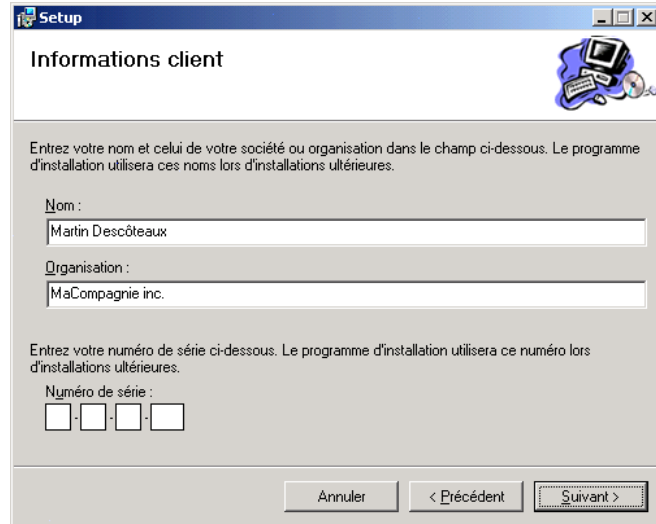 Setup
Informations client
Entrez votre nom et celui de votre société ou organisation dans le champ ci-dessous. Le programme
d'installation utilisera ces noms lors d'installations ultérieures.
Nom :
Martin Descôteaux
Organisation :
MaCompagnie inc.
Entrez votre numéro de série ci-dessous. Le programme d'installation utilisera ce numéro lors
d'installations ultérieures.
Numéro de série :
- - -
Annuler < Précédent Suivant >